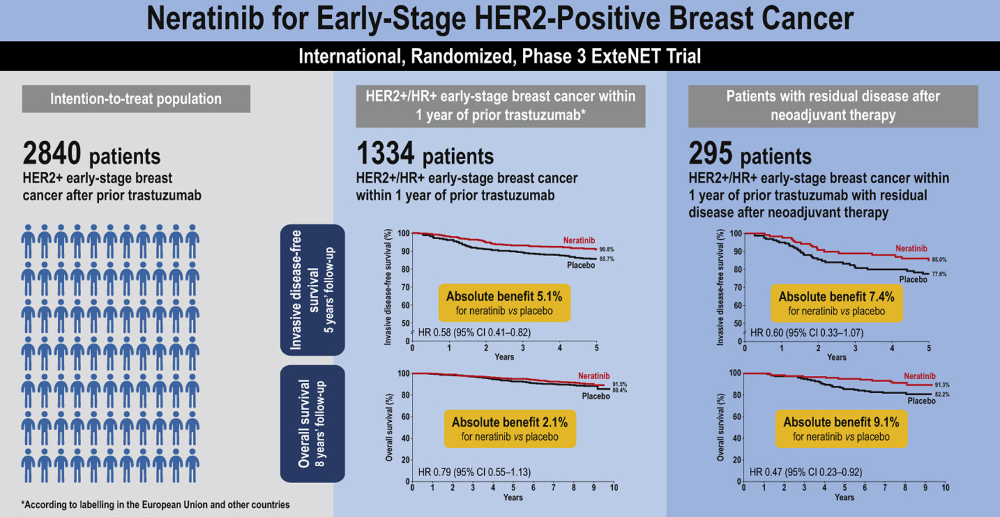 Neratinib for Early-Stage HER2-Positive Breast Cancer
International, Randomized, Phase 3 ExteNET Trial
Intention-to-treat population
2840 patients
HER2+ early-stage breast
cancer after prior trastuzumab
*According to labelling in the European Union and other countries
Invasive disease-free
survival
5 years' follow-up
Overall survival
8 years' follow-up
HER2+/HR+ early-stage breast cancer within
1 year of prior trastuzumab*
1334 patients
HER2+/HR+ early-stage breast cancer
within 1 year of prior trastuzumab
Invasive disease-free survival (%)
100
90
80
70
60
50
0
Neratinib
90.8%
85.7%
Placebo
Absolute benefit 5.1%
for neratinib vs placebo
HR 0.58 (95% CI 0.41–0.82)
0 1 2 3 4 5
Years
Overall survival (%)
100
80
60
40
20
0
Neratinib
91.5%
89.4%
Placebo
Absolute benefit 2.1%
for neratinib vs placebo
HR 0.79 (95% CI 0.55–1.13)
0 1 2 3 4 5 6 7 8 9 10
Years
Patients with residual disease after
neoadjuvant therapy
295 patients
HER2+/HR+ early-stage breast cancer within
1 year of prior trastuzumab with residual
disease after neoadjuvant therapy
Invasive disease-free survival (%)
100
90
80
70
60
50
0
Neratinib
85.0%
77.6%
Placebo
Absolute benefit 7.4%
for neratinib vs placebo
HR 0.60 (95% CI 0.33–1.07)
0 1 2 3 4 5
Years
Overall survival (%)
100
80
60
40
20
0
Neratinib
91.3%
82.2%
Placebo
Absolute benefit 9.1%
for neratinib vs placebo
HR 0.47 (95% CI 0.23–0.92)
0 1 2 3 4 5 6 7 8 9 10
Years